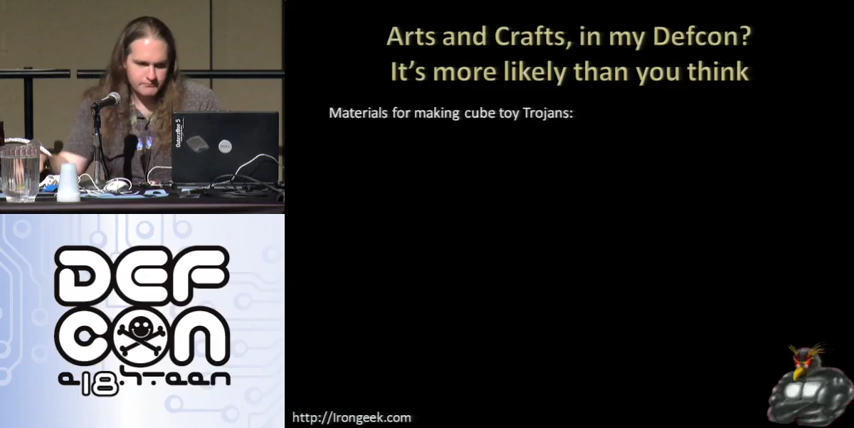 Arts and Crafts, in my Defcon?
It's more likely than you think
Materials for making cube toy Trojans:
DELL
DEF
CON
e18hteen
http://Irongeek.com